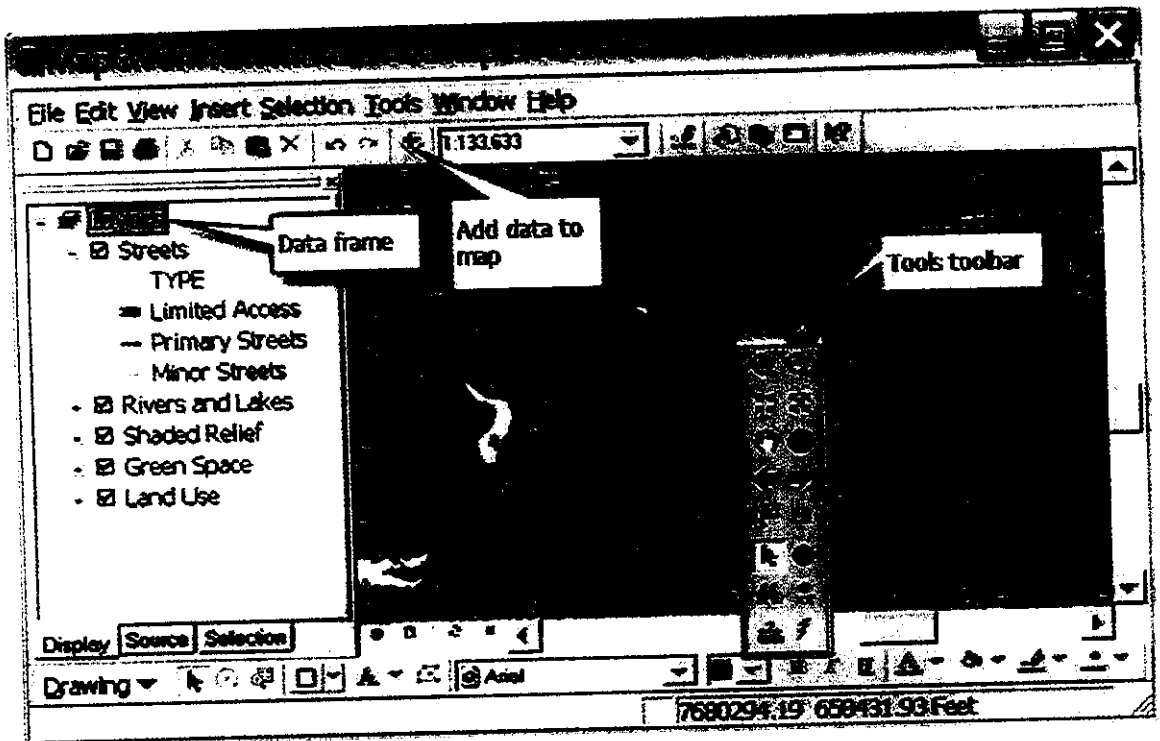 File Edit View Insert Selection Tools Window Help
1:133,633
Data frame
Add data to
map
Tools toolbar
Streets
TYPE
Limited Access
Primary Streets
Minor Streets
Rivers and Lakes
Shaded Relief
Green Space
Land Use
Display Source Selection
Drawing
Arial
7680294.19 658431.93 Feet